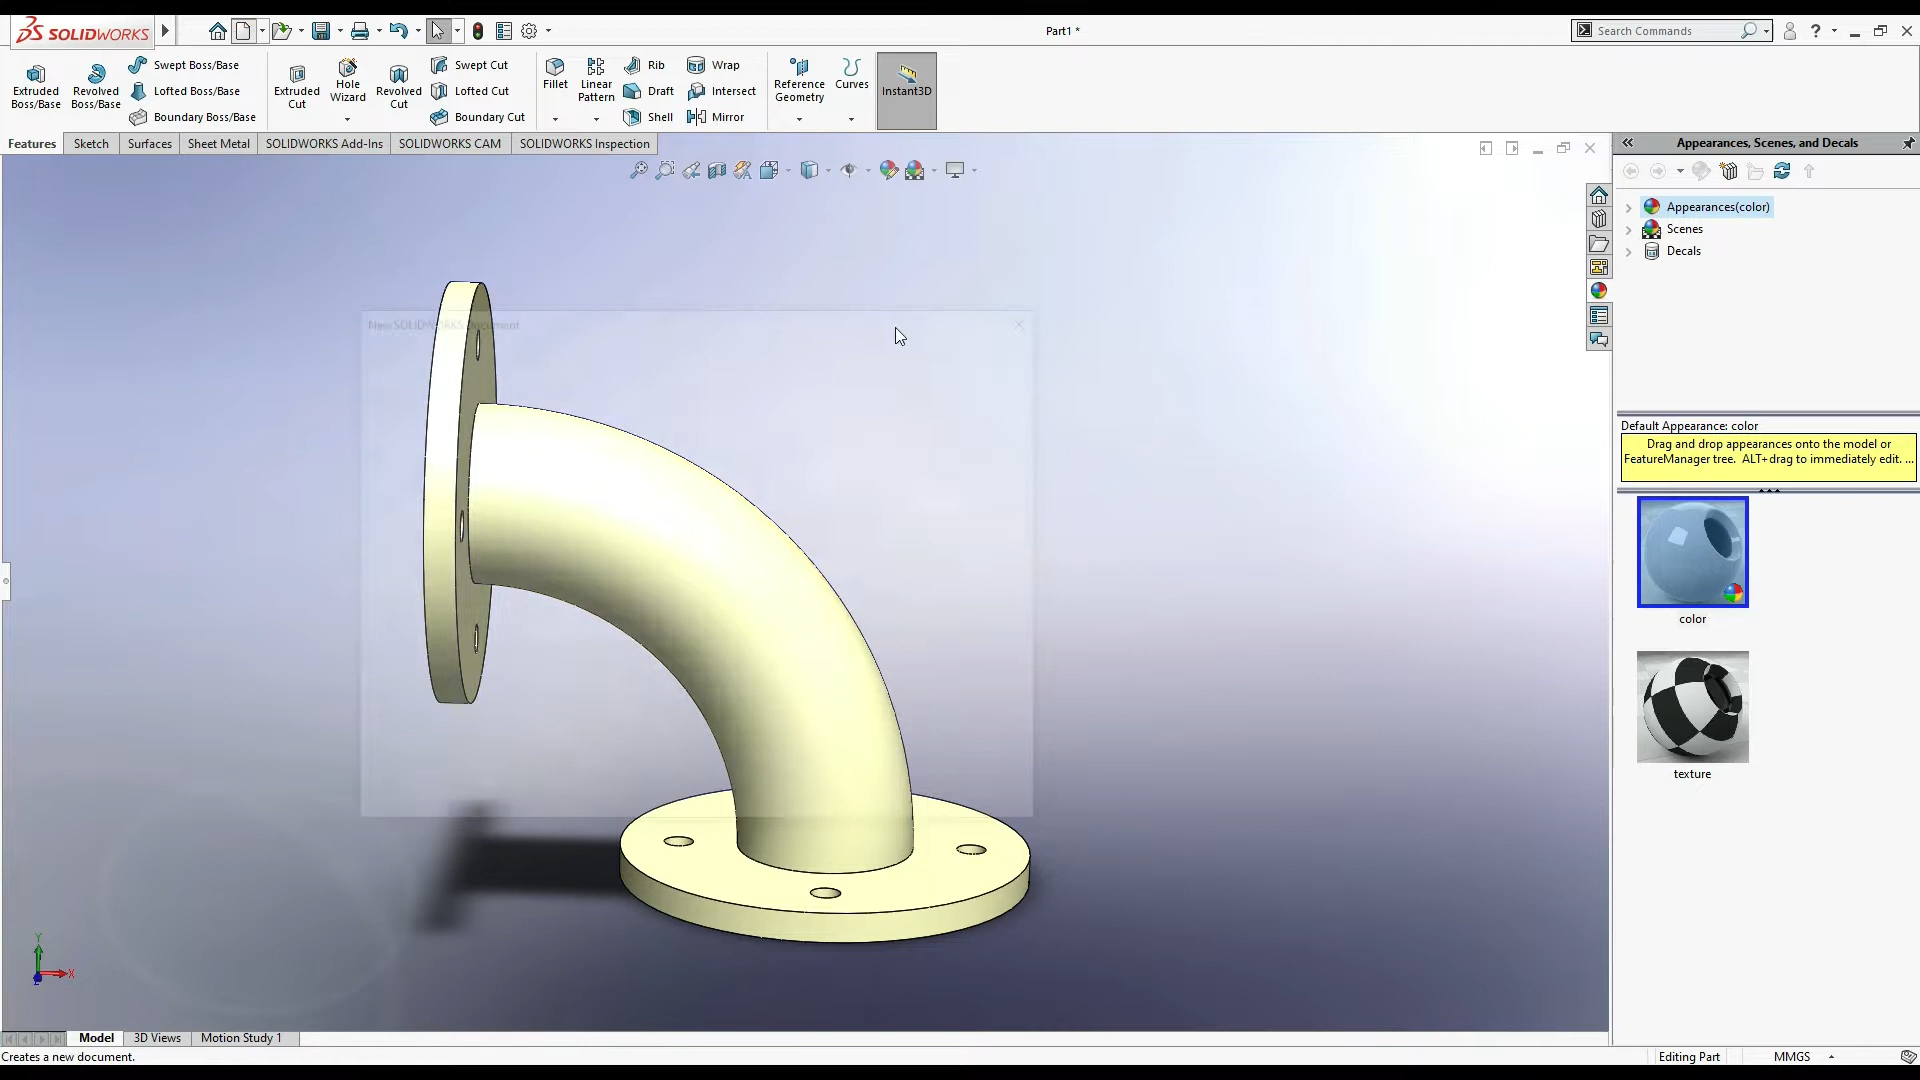 SOLIDWORKS
Part1 *
Search Commands
Extruded Boss/Base
Revolved Boss/Base
Swept Boss/Base
Lofted Boss/Base
Boundary Boss/Base
Extruded Cut
Hole Wizard
Revolved Cut
Swept Cut
Lofted Cut
Boundary Cut
Fillet
Linear Pattern
Rib
Draft
Shell
Wrap
Intersect
Mirror
Reference Geometry
Curves
Instant3D
Features
Sketch
Surfaces
Sheet Metal
SOLIDWORKS Add-Ins
SOLIDWORKS CAM
SOLIDWORKS Inspection
Appearances, Scenes, and Decals
Appearances(color)
Scenes
Decals
New SOLIDWORKS Document
Default Appearance: color
Drag and drop appearances onto the model or
FeatureManager tree. ALT+drag to immediately edit. ...
color
texture
Y
X
Z
Model
3D Views
Motion Study 1
Creates a new document.
Editing Part
MMGS